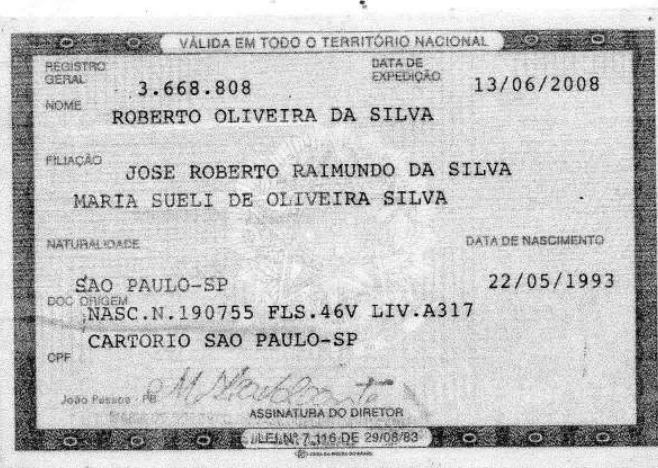 VÁLIDA EM TODO O TERRITÓRIO NACIONAL
REGISTRO GERAL 3.668.808 DATA DE EXPEDIÇÃO 13/06/2008
NOME
ROBERTO OLIVEIRA DA SILVA
FILIAÇÃO
JOSE ROBERTO RAIMUNDO DA SILVA
MARIA SUELI DE OLIVEIRA SILVA
NATURALIDADE DATA DE NASCIMENTO
SAO PAULO-SP 22/05/1993
DOC ORIGEM
NASC.N.190755 FLS.46V LIV.A317
CARTORIO SAO PAULO-SP
CPF
João Pessoa - PB
ASSINATURA DO DIRETOR
LEI Nº 7.116 DE 29/08/83